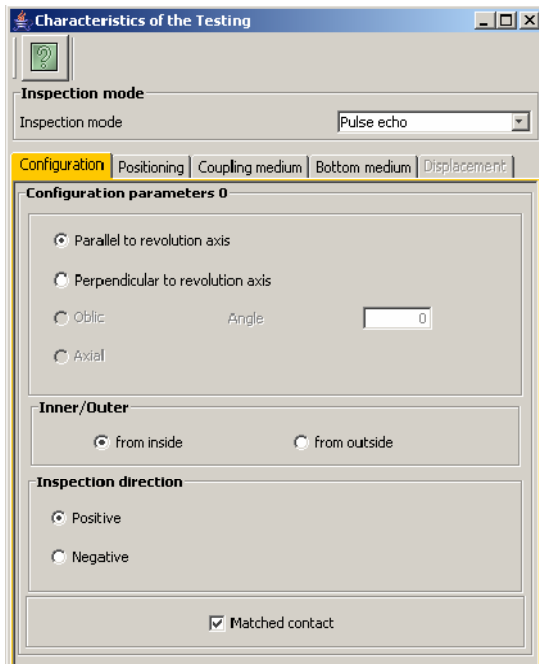 Characteristics of the Testing
Inspection mode
Inspection mode Pulse echo
Configuration Positioning Coupling medium Bottom medium Displacement
Configuration parameters 0
Parallel to revolution axis
Perpendicular to revolution axis
Oblic Angle 0
Axial
Inner/Outer
from inside from outside
Inspection direction
Positive
Negative
Matched contact